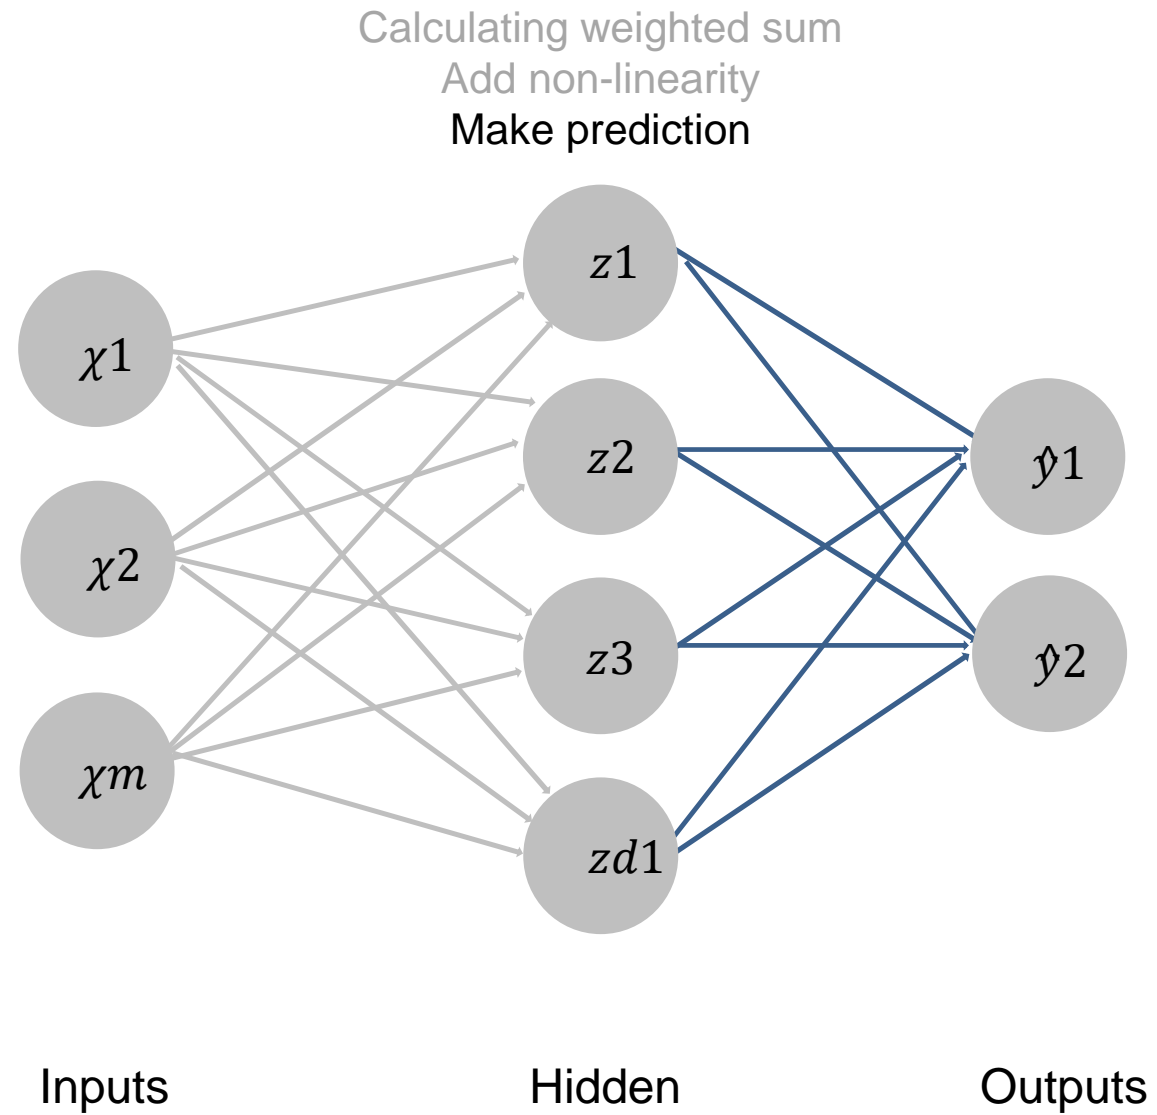 Calculating weighted sum
Add non-linearity
Make prediction
z1
χ1
z2
ŷ1
χ2
z3
ŷ2
χm
zd1
Inputs Hidden Outputs